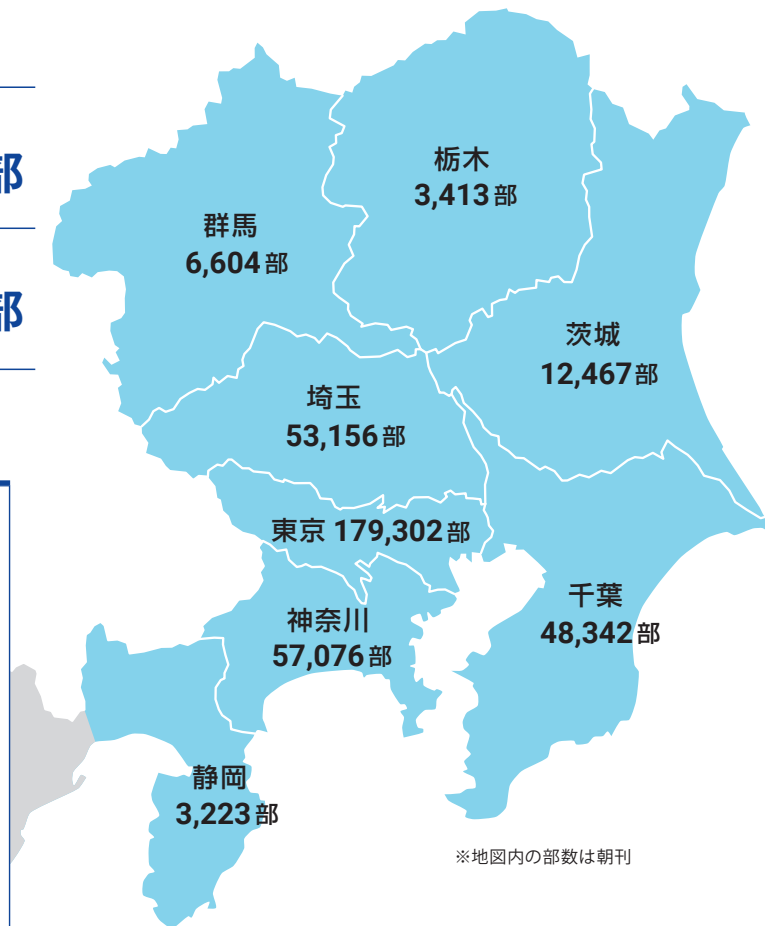 部
部
栃木
3,413部
群馬
6,604部
茨城
12,467部
埼玉
53,156部
東京 179,302部
千葉
48,342部
神奈川
57,076部
静岡
3,223部
※地図内の部数は朝刊